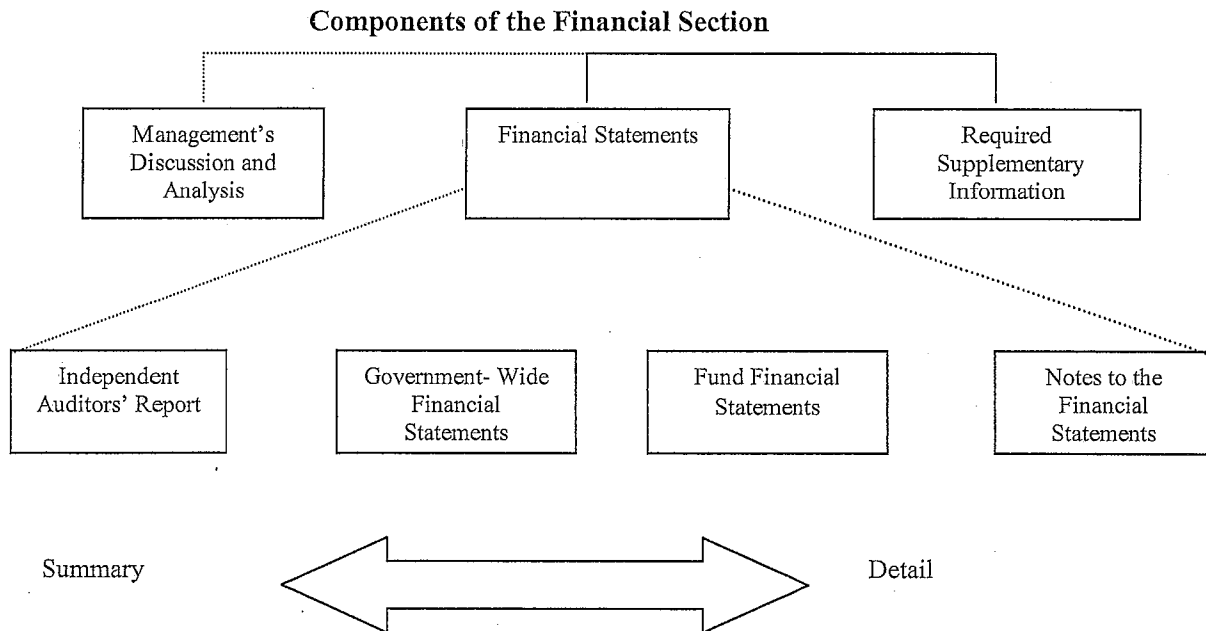 Components of the Financial Section
Management's
Discussion and
Analysis
Financial Statements
Required
Supplementary
Information
Independent
Auditors' Report
Government- Wide
Financial
Statements
Fund Financial
Statements
Notes to the
Financial
Statements
Summary
Detail